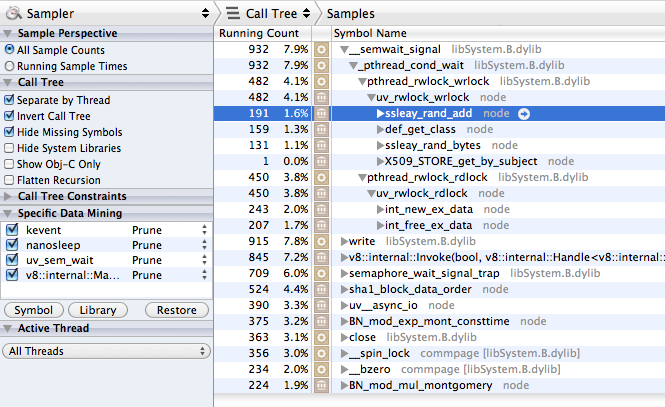 Sampler
Call Tree
Samples
Sample Perspective
All Sample Counts
Running Sample Times
Call Tree
Separate by Thread
Invert Call Tree
Hide Missing Symbols
Hide System Libraries
Show Obj-C Only
Flatten Recursion
Call Tree Constraints
Specific Data Mining
kevent Prune
nanosleep Prune
uv_sem_wait Prune
v8::internal::Ma... Prune
Symbol Library Restore
Active Thread
All Threads
Running Count Symbol Name
932 7.9% __semwait_signal libSystem.B.dylib
932 7.9% _pthread_cond_wait libSystem.B.dylib
482 4.1% pthread_rwlock_wrlock libSystem.B.dylib
482 4.1% uv_rwlock_wrlock node
191 1.6% ssleay_rand_add node
159 1.3% def_get_class node
131 1.1% ssleay_rand_bytes node
1 0.0% X509_STORE_get_by_subject node
450 3.8% pthread_rwlock_rdlock libSystem.B.dylib
450 3.8% uv_rwlock_rdlock node
243 2.0% int_new_ex_data node
207 1.7% int_free_ex_data node
915 7.8% write libSystem.B.dylib
845 7.2% v8::internal::Invoke(bool, v8::internal::Handle<v8::internal::
709 6.0% semaphore_wait_signal_trap libSystem.B.dylib
524 4.4% sha1_block_data_order node
390 3.3% uv__async_io node
375 3.2% BN_mod_exp_mont_consttime node
363 3.1% close libSystem.B.dylib
356 3.0% __spin_lock commpage [libSystem.B.dylib]
234 2.0% __bzero commpage [libSystem.B.dylib]
224 1.9% BN_mod_mul_montgomery node